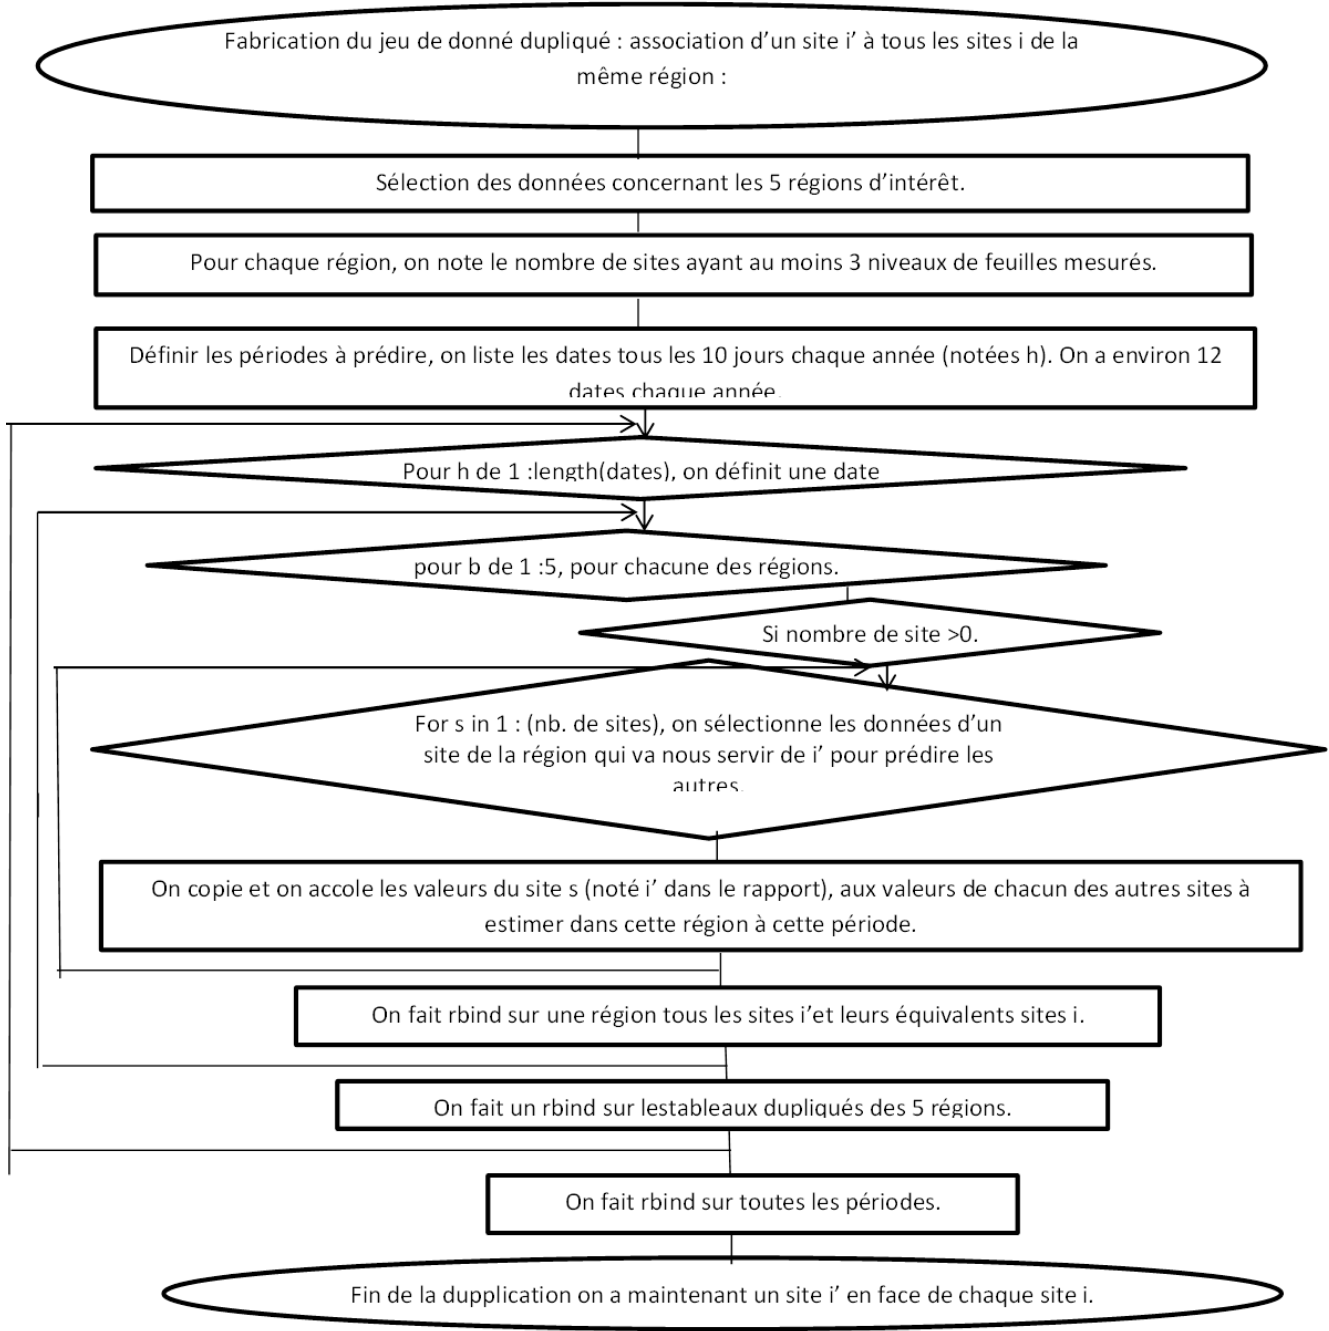 Fabrication du jeu de donné dupliqué : association d’un site i’ à tous les sites i de la
même région :
Sélection des données concernant les 5 régions d’intérêt.
Pour chaque région, on note le nombre de sites ayant au moins 3 niveaux de feuilles mesurés.
Définir les périodes à prédire, on liste les dates tous les 10 jours chaque année (notées h). On a environ 12
dates chaque année.
Pour h de 1 :length(dates), on définit une date
pour b de 1 :5, pour chacune des régions.
Si nombre de site >0.
For s in 1 : (nb. de sites), on sélectionne les données d’un
site de la région qui va nous servir de i’ pour prédire les
autres.
On copie et on accole les valeurs du site s (noté i’ dans le rapport), aux valeurs de chacun des autres sites à
estimer dans cette région à cette période.
On fait rbind sur une région tous les sites i’et leurs équivalents sites i.
On fait un rbind sur lestableaux dupliqués des 5 régions.
On fait rbind sur toutes les périodes.
Fin de la dupplication on a maintenant un site i’ en face de chaque site i.